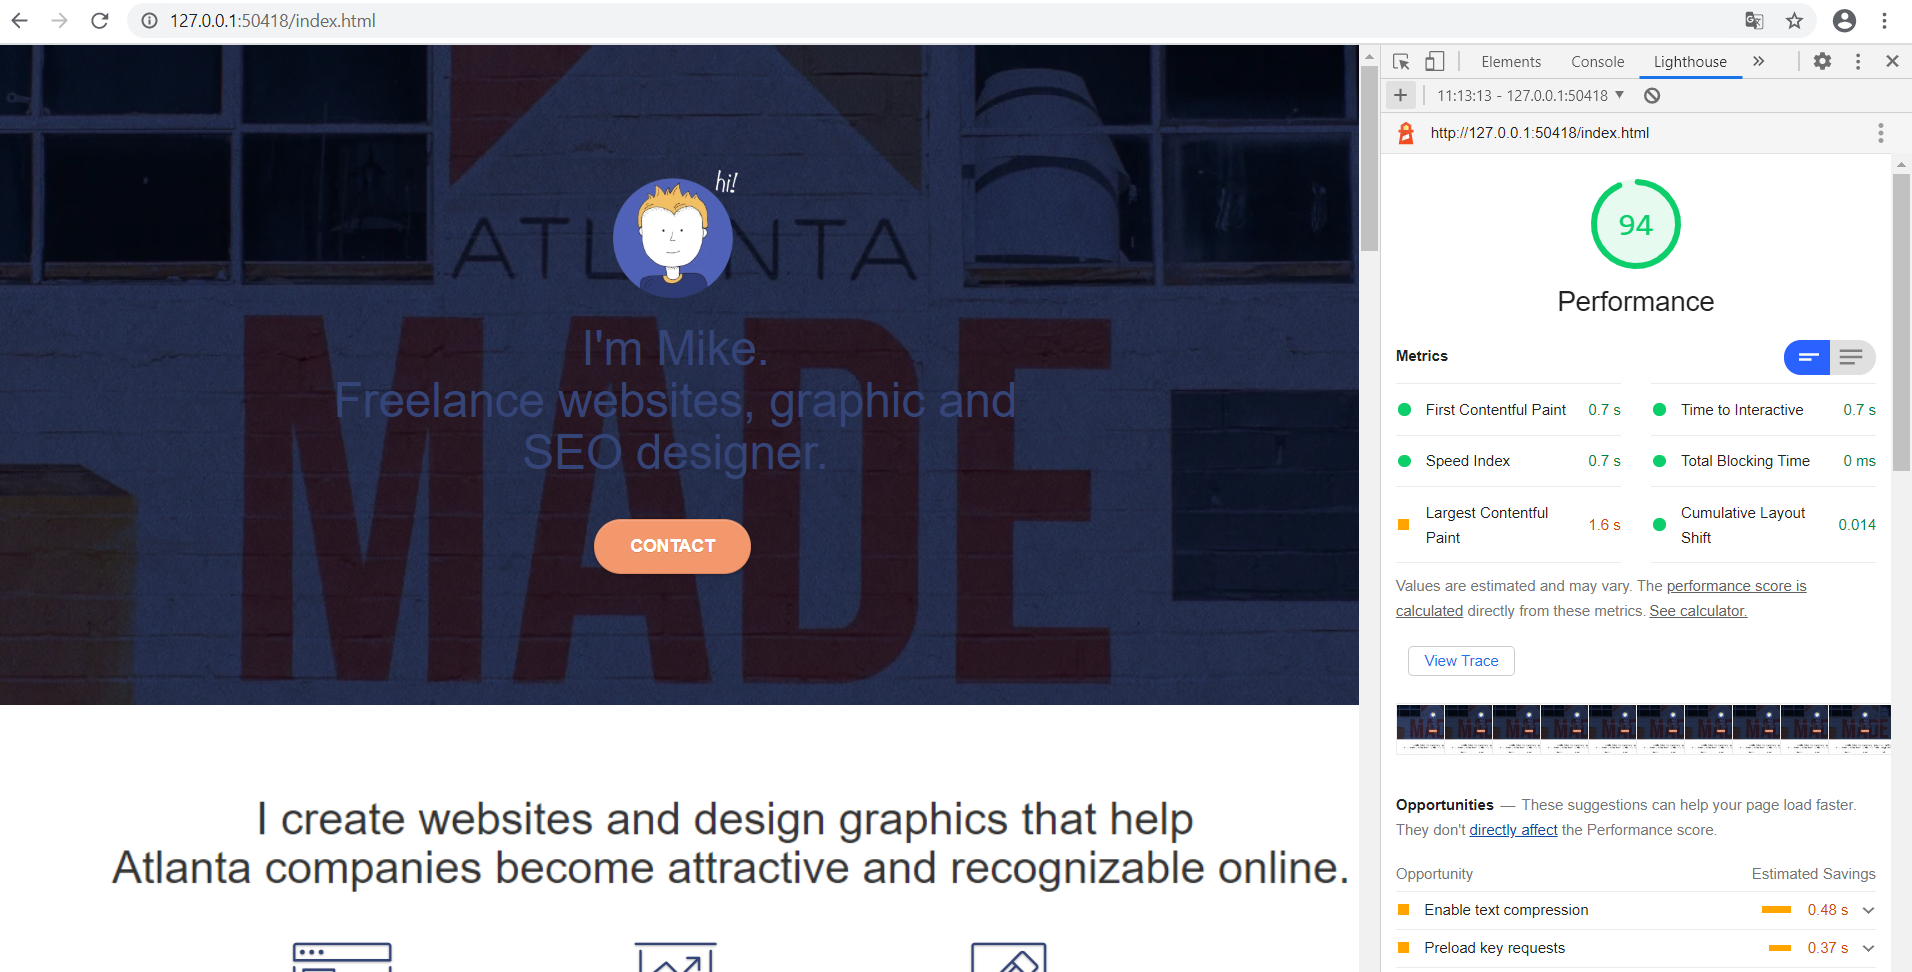 127.0.0.1:50418/index.html
hi!
ATLANTA
MADE
I'm Mike.
Freelance websites, graphic and
SEO designer.
CONTACT
I create websites and design graphics that help
Atlanta companies become attractive and recognizable online.
Elements Console Lighthouse »
11:13:13 - 127.0.0.1:50418
http://127.0.0.1:50418/index.html
94
Performance
Metrics
First Contentful Paint 0.7 s
Time to Interactive 0.7 s
Speed Index 0.7 s
Total Blocking Time 0 ms
Largest Contentful
Paint 1.6 s
Cumulative Layout
Shift 0.014
Values are estimated and may vary. The performance score is
calculated directly from these metrics. See calculator.
View Trace
Opportunities — These suggestions can help your page load faster.
They don't directly affect the Performance score.
Opportunity Estimated Savings
Enable text compression 0.48 s
Preload key requests 0.37 s